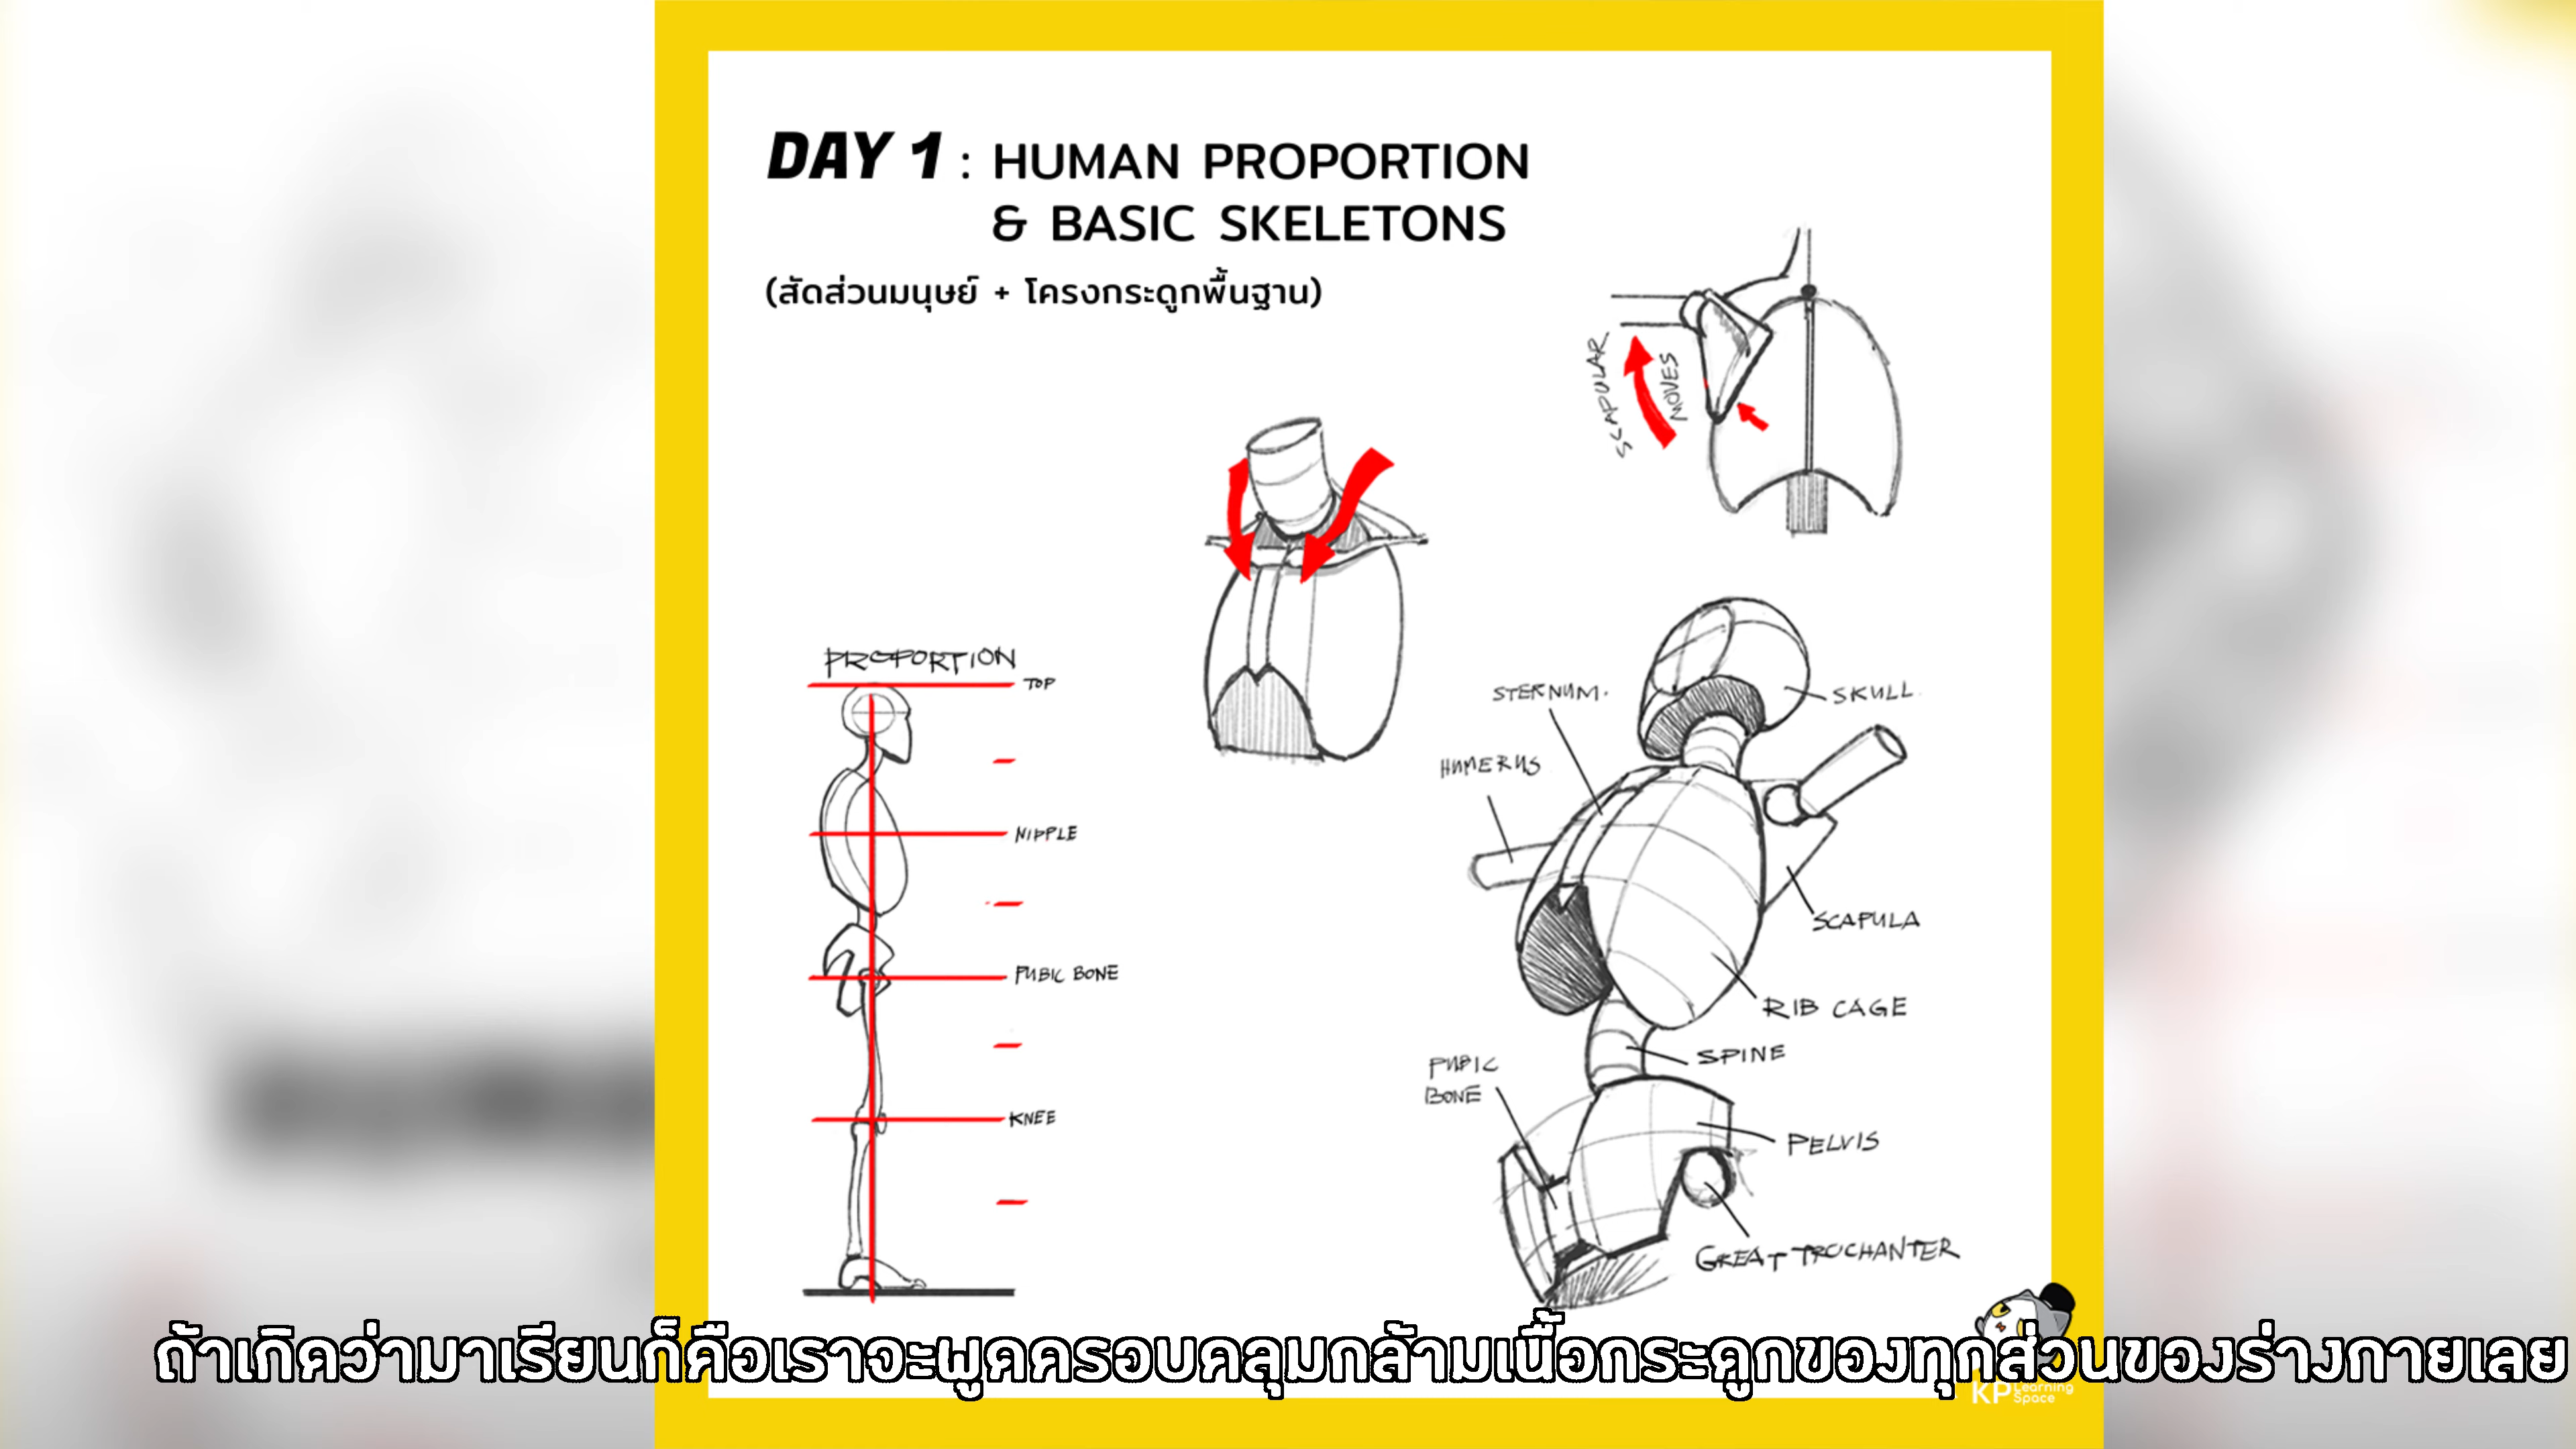 DAY 1 : HUMAN PROPORTION
& BASIC SKELETONS
(สัดส่วนมนุษย์ + โครงกระดูกพื้นฐาน)
SCAPULAR
MOVES
PROPORTION
TOP
NIPPLE
PUBIC BONE
KNEE
STERNUM.
SKULL
HUMERUS
SCAPULA
RIB CAGE
SPINE
PUBIC
BONE
PELVIS
GREAT TROCHANTER
ถ้าเกิดว่ามาเรียนก็คือเราจะพูดครอบคลุมกล้ามเนื้อกระดูกของทุกส่วนของร่างกายเลย
KP Learning
Space